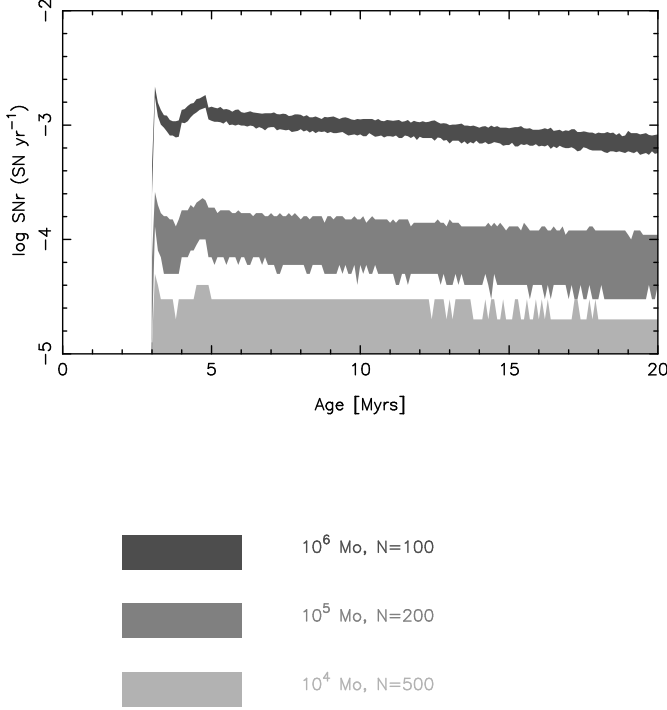 −2
−3
−4
−5
log SNr (SN yr⁻¹)
0 5 10 15 20
Age [Myrs]
10⁶ Mo, N=100
10⁵ Mo, N=200
10⁴ Mo, N=500